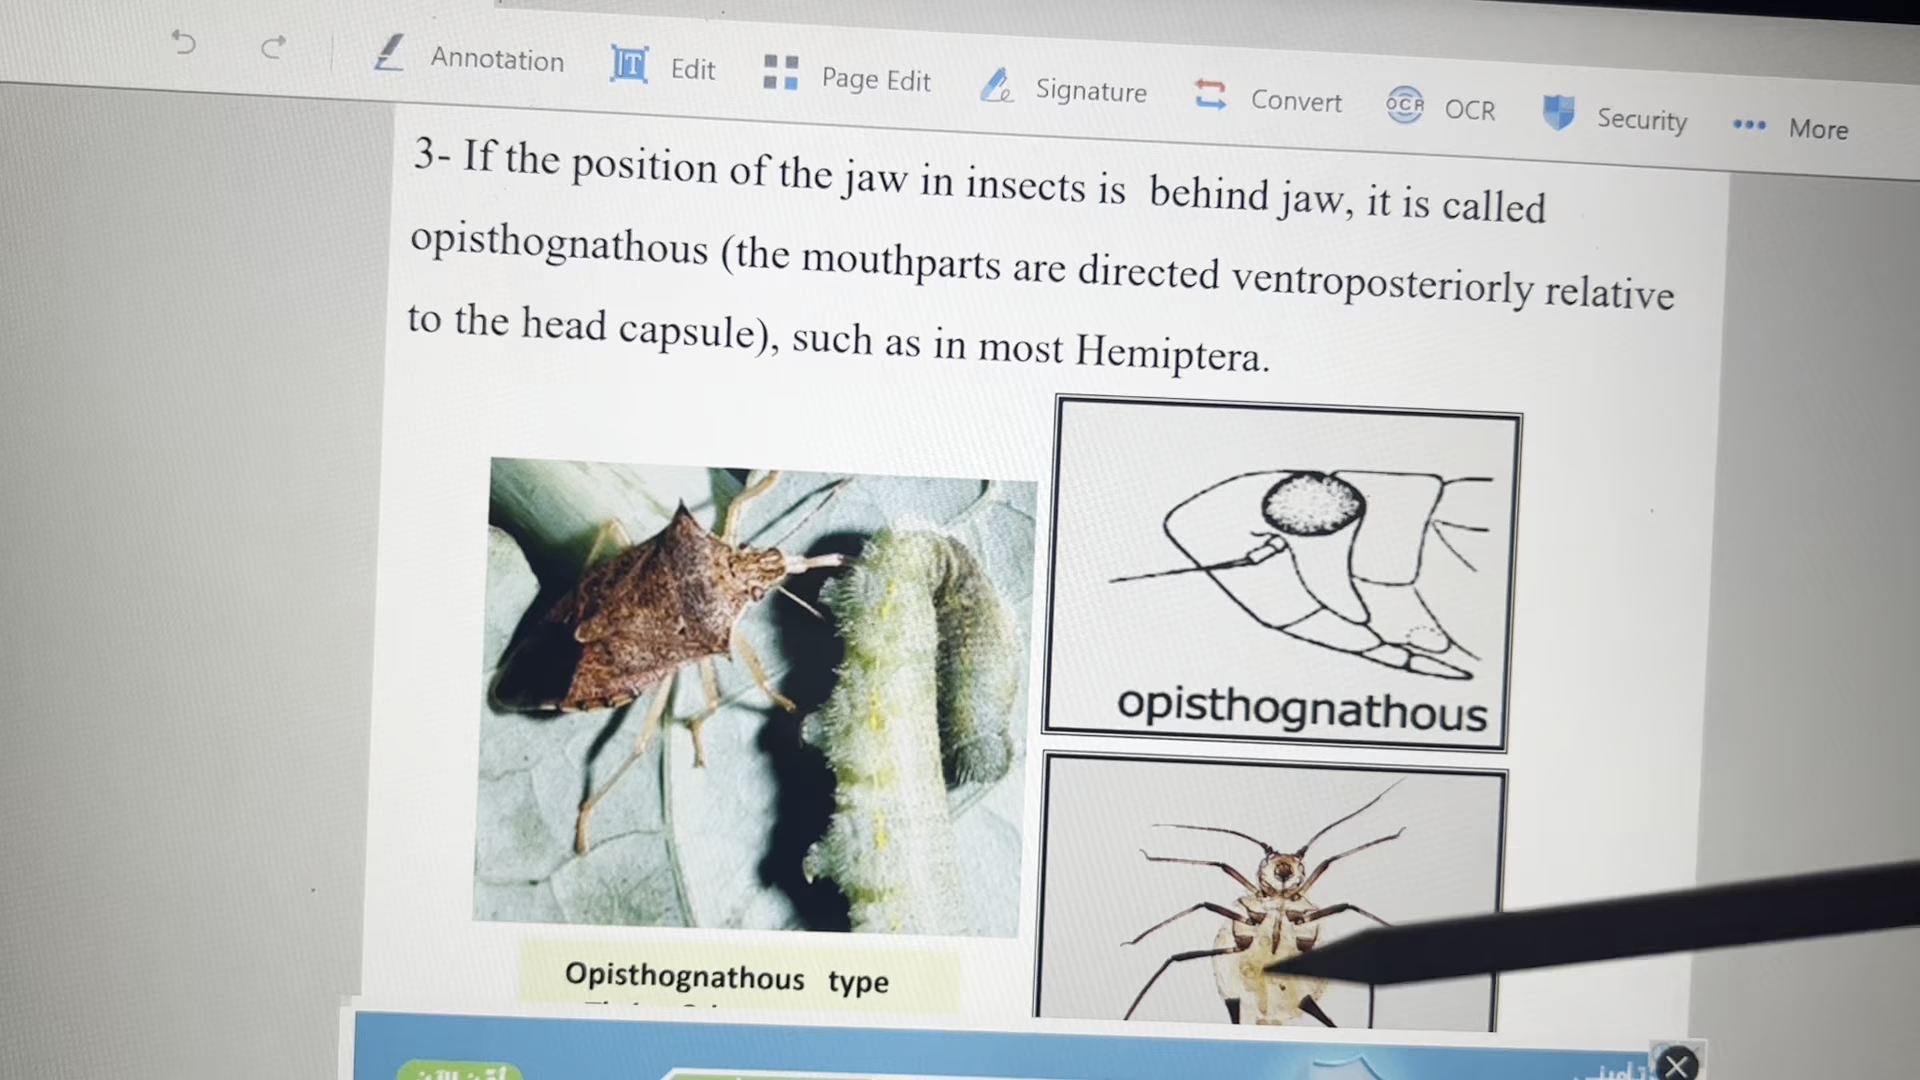 Annotation Edit Page Edit Signature Convert OCR OCR Security More
3- If the position of the jaw in insects is behind jaw, it is called
opisthognathous (the mouthparts are directed ventroposteriorly relative
to the head capsule), such as in most Hemiptera.
opisthognathous
Opisthognathous type